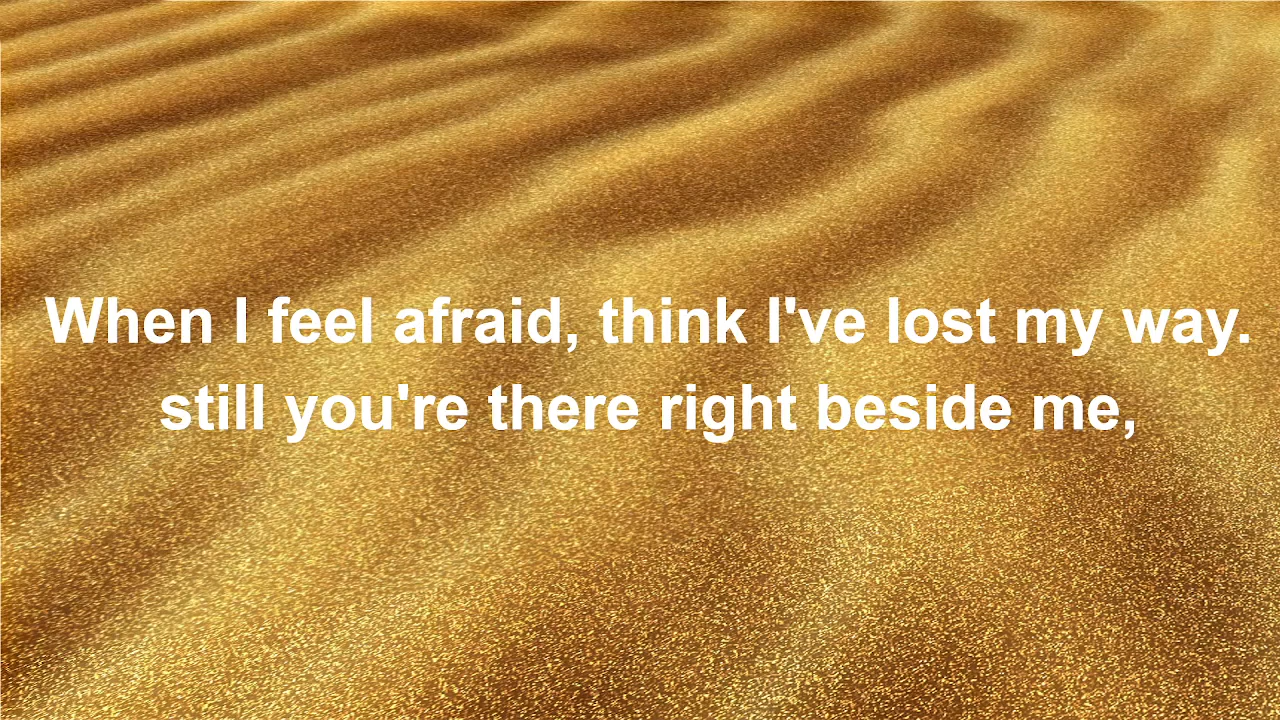 When I feel afraid, think I've lost my way.
still you're there right beside me,